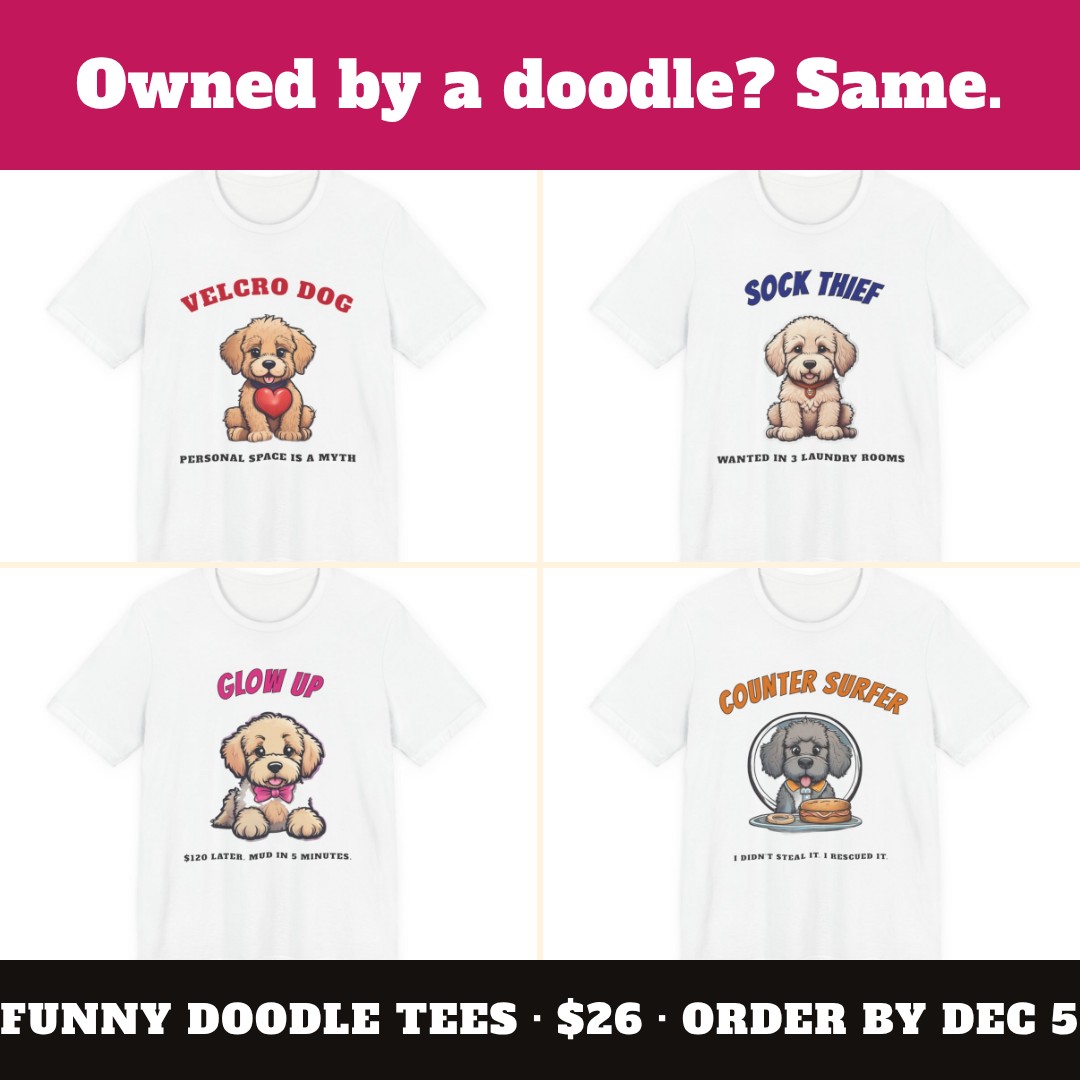 Owned by a doodle? Same.
VELCRO DOG
PERSONAL SPACE IS A MYTH
SOCK THIEF
WANTED IN 3 LAUNDRY ROOMS
GLOW UP
$120 LATER. MUD IN 5 MINUTES.
COUNTER SURFER
I DIDN'T STEAL IT. I RESCUED IT.
FUNNY DOODLE TEES · $26 · ORDER BY DEC 5